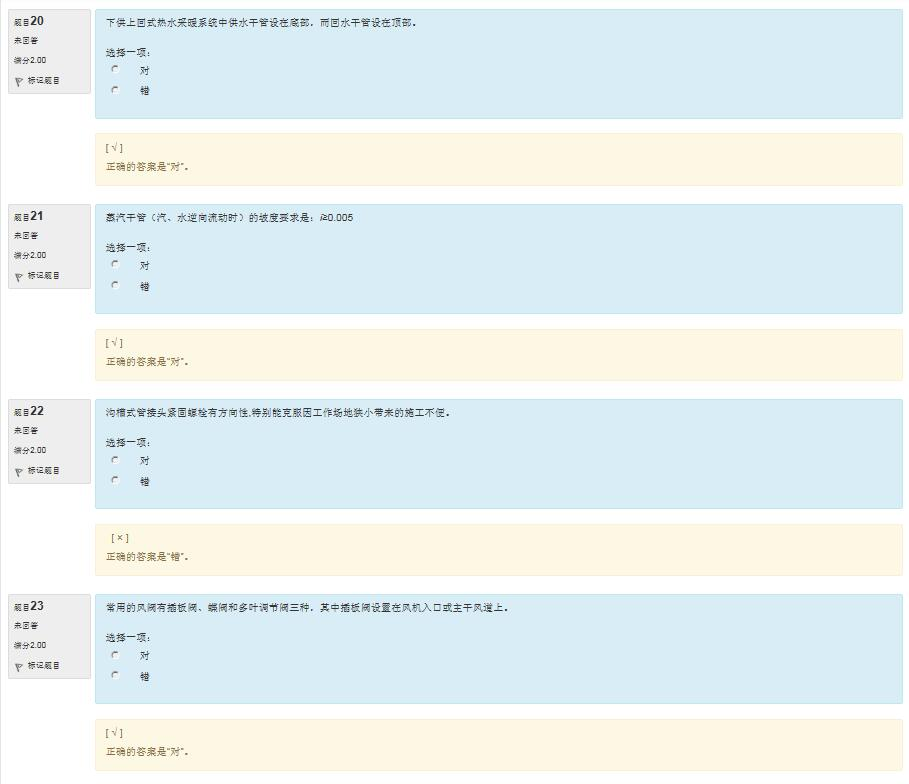 题目20
未回答
满分2.00
标记题目
下供上回式热水采暖系统中供水干管设在底部，而回水干管设在顶部。
选择一项：
对
错
[ √ ]
正确的答案是“对”。
题目21
未回答
满分2.00
标记题目
蒸汽干管（汽、水逆向流动时）的坡度要求是：i≥0.005
选择一项：
对
错
[ √ ]
正确的答案是“对”。
题目22
未回答
满分2.00
标记题目
沟槽式管接头紧固螺栓有方向性,特别能克服因工作场地狭小带来的施工不便。
选择一项：
对
错
[ × ]
正确的答案是“错”。
题目23
未回答
满分2.00
标记题目
常用的风阀有插板阀、蝶阀和多叶调节阀三种，其中插板阀设置在风机入口或主干风道上。
选择一项：
对
错
[ √ ]
正确的答案是“对”。